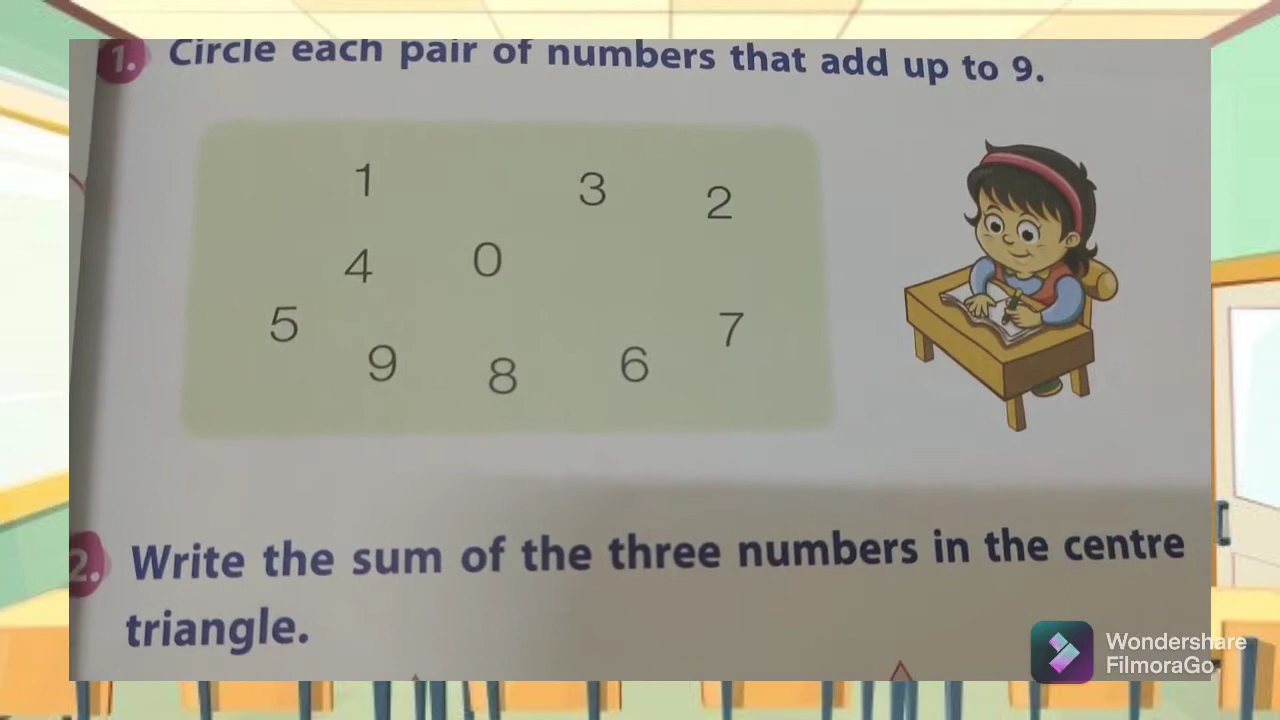 1. Circle each pair of numbers that add up to 9.
1 3 2
4 0
5 7
9 8 6
2. Write the sum of the three numbers in the centre
triangle.
Wondershare
FilmoraGo